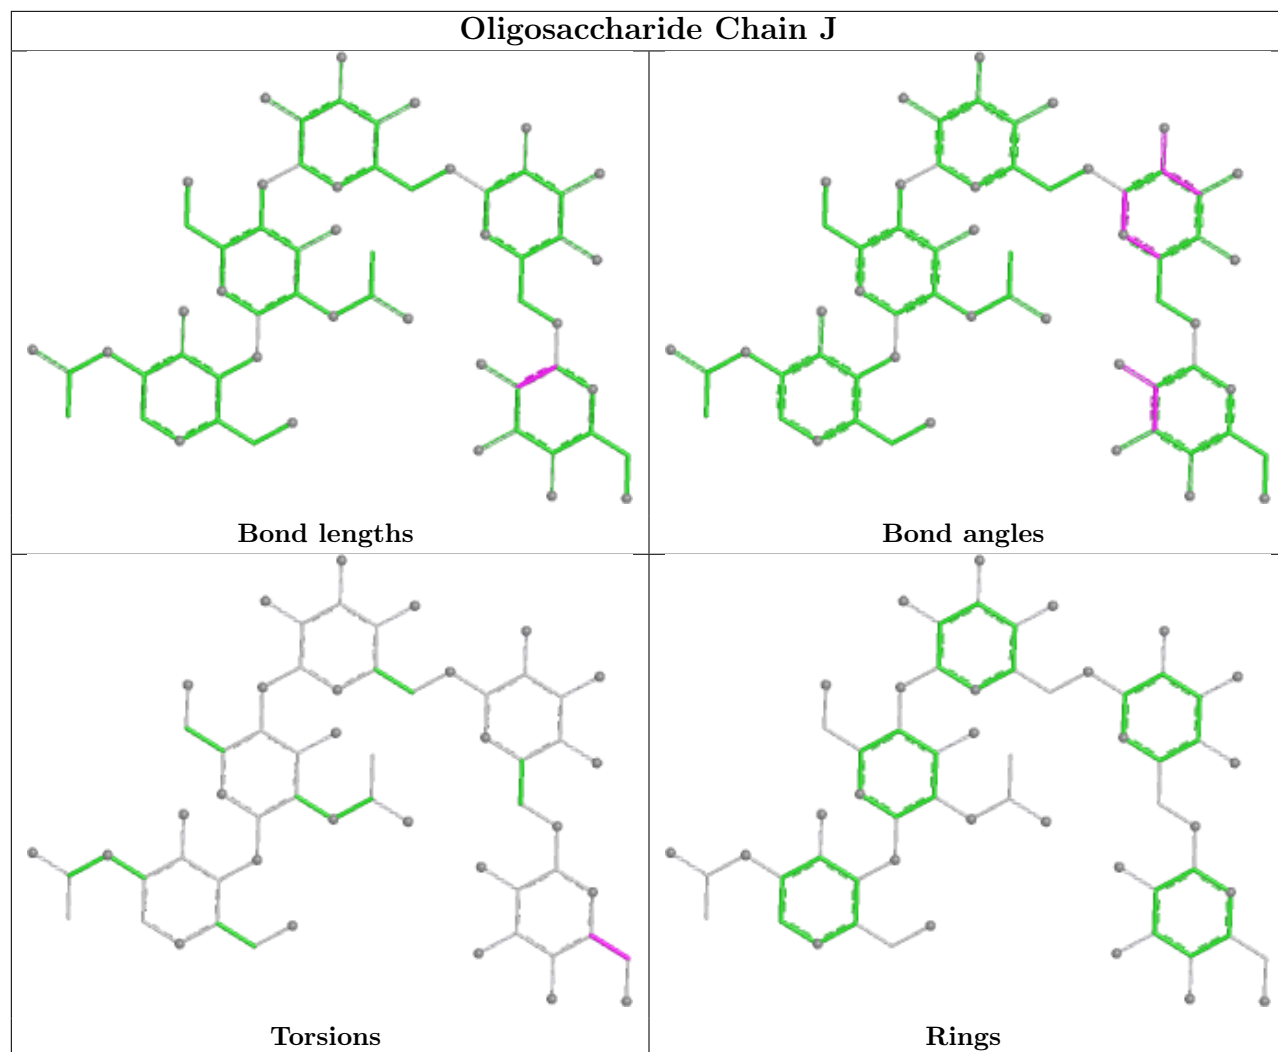 Oligosaccharide Chain J
Bond lengths
Bond angles
Torsions
Rings